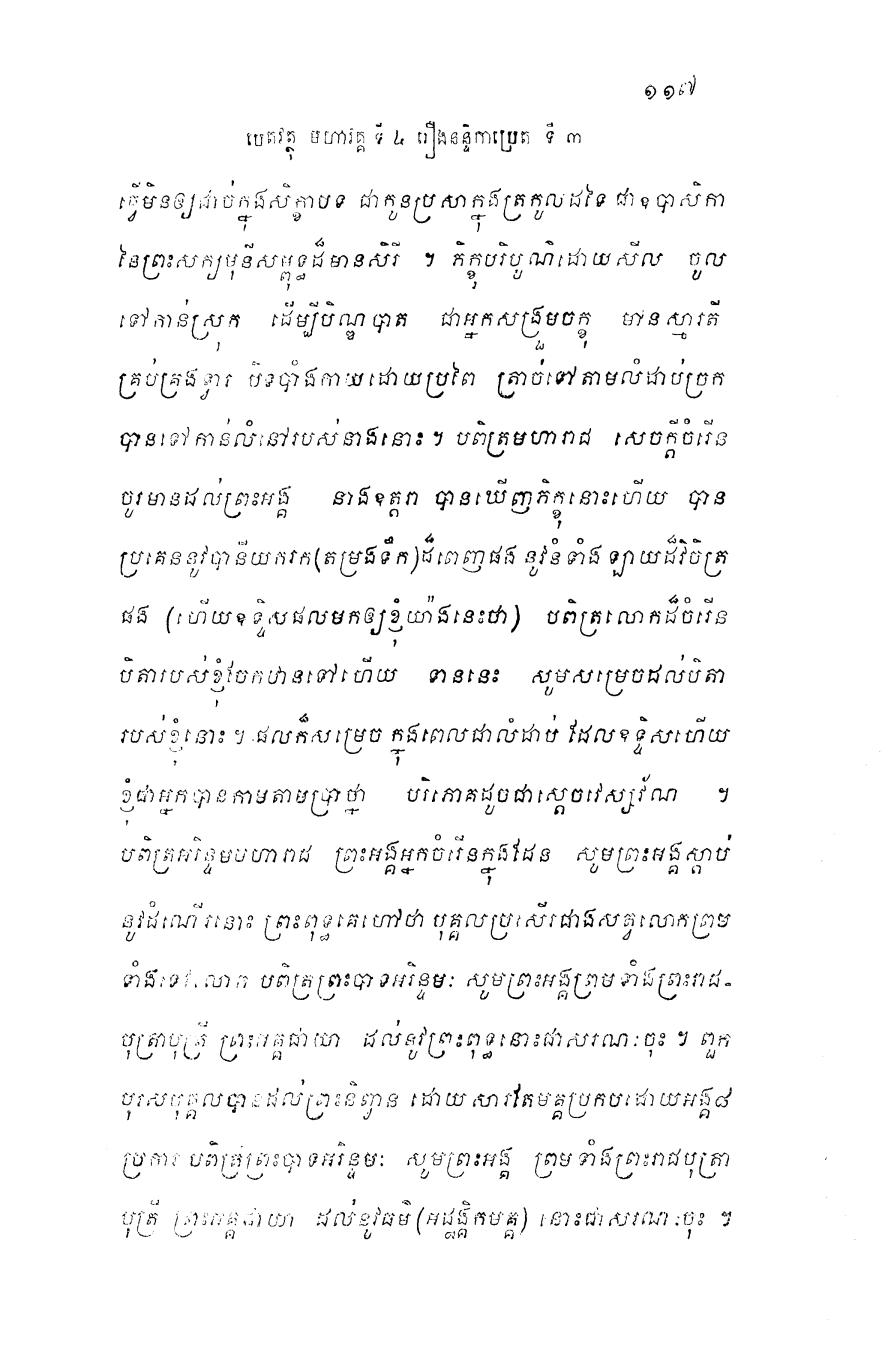 ១១៧
បេតវត្ថុ មហាវគ្គ ទី ៤ រឿងនន្ទិកាប្រេត ទី ៣
ធ្វើមិនឲ្យដាច់ក្នុងសិក្ខាបទ ជាកូនប្រសាក្នុងត្រកូលដទៃ ជាឧបាសិកា
នៃព្រះសក្យមុនីសម្ពុទ្ធដ៏មានសិរី ។ ភិក្ខុបរិបូណ៌ដោយសីល ចូល
ទៅកាន់ស្រុក ដើម្បីបិណ្ឌបាត ជាអ្នកសង្រួមចក្ខុ មានស្មារតី
គ្រប់គ្រងទ្វារ បិទបាំងកាយដោយប្រពៃ ត្រាច់ទៅតាមលំដាប់ច្រក
បានទៅកាន់លំនៅរបស់នាងនោះ ។ បពិត្រមហារាជ សេចក្តីចំរើន
ចូរមានដល់ព្រះអង្គ នាងឧត្តរា បានឃើញភិក្ខុនោះហើយ បាន
ប្រគេននូវបានីយករក(តម្រងទឹក)ដ៏ពេញផង នូវនំទាំងឡាយដ៏វិចិត្រ
ផង (ហើយឧទ្ទិសផលមកឲ្យខ្ញុំយ៉ាងនេះថា) បពិត្រលោកដ៏ចំរើន
បិតារបស់ខ្ញុំចែកឋានទៅហើយ ទាននេះ សូមសម្រេចដល់បិតា
របស់ខ្ញុំនោះ ។ ផលក៏សម្រេច ក្នុងពេលជាលំដាប់ ដែលឧទ្ទិសហើយ
ខ្ញុំជាអ្នកបានកាមតាមប្រាថ្នា បរិភោគដូចជាស្តេចវេស្សវ័ណ ។
បពិត្រអរិន្ទមមហារាជ ព្រះអង្គអ្នកចំរើនក្នុងដែន សូមព្រះអង្គស្តាប់
នូវដំណើរនោះ ព្រះពុទ្ធគេហៅថា បុគ្គលប្រសើរជាងសត្វលោកព្រម
ទាំងទេវលោក បពិត្រព្រះបាទអរិន្ទមៈ សូមព្រះអង្គព្រមទាំងព្រះរាជ-
បុត្រាបុត្រី ព្រះអគ្គជាយា ដល់នូវព្រះពុទ្ធនោះជាសរណៈចុះ ។ ពួក
បុរសបុគ្គលបានដល់ព្រះនិព្វាន ដោយសារតែមគ្គប្រកបដោយអង្គ៨
ប្រការ បពិត្រព្រះបាទអរិន្ទមៈ សូមព្រះអង្គ ព្រមទាំងព្រះរាជបុត្រា
បុត្រី ព្រះអគ្គជាយា ដល់នូវធម៌(អដ្ឋង្គិកមគ្គ) នោះជាសរណៈចុះ ។